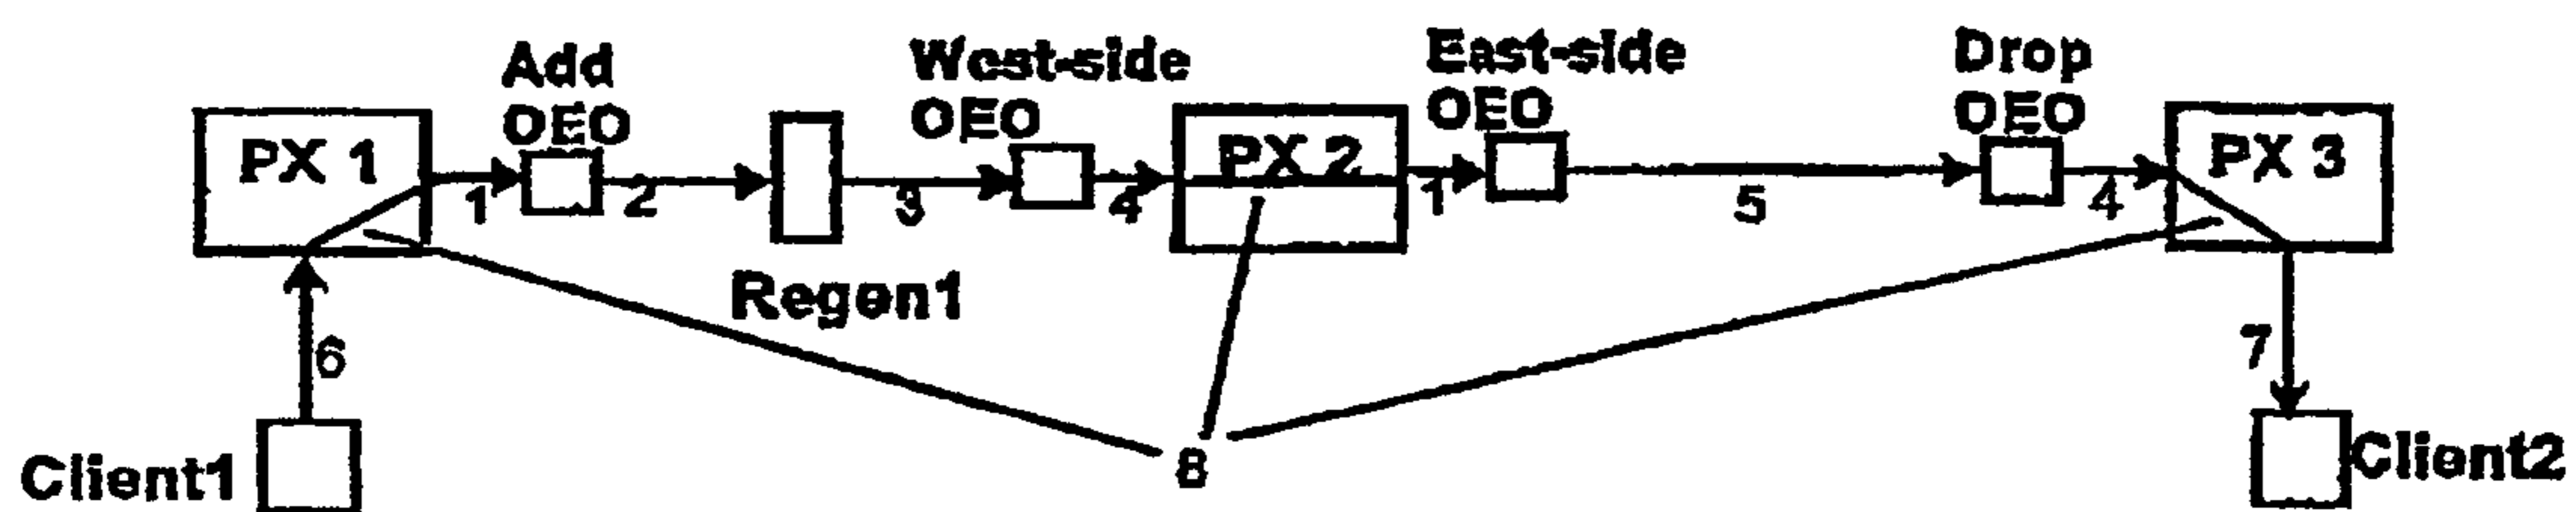 Add
OEO
West-side
OEO
East-side
OEO
Drop
OEO
PX 1
1
2
3
4
PX 2
1
5
4
PX 3
Regen1
6
7
8
Client1
Client2